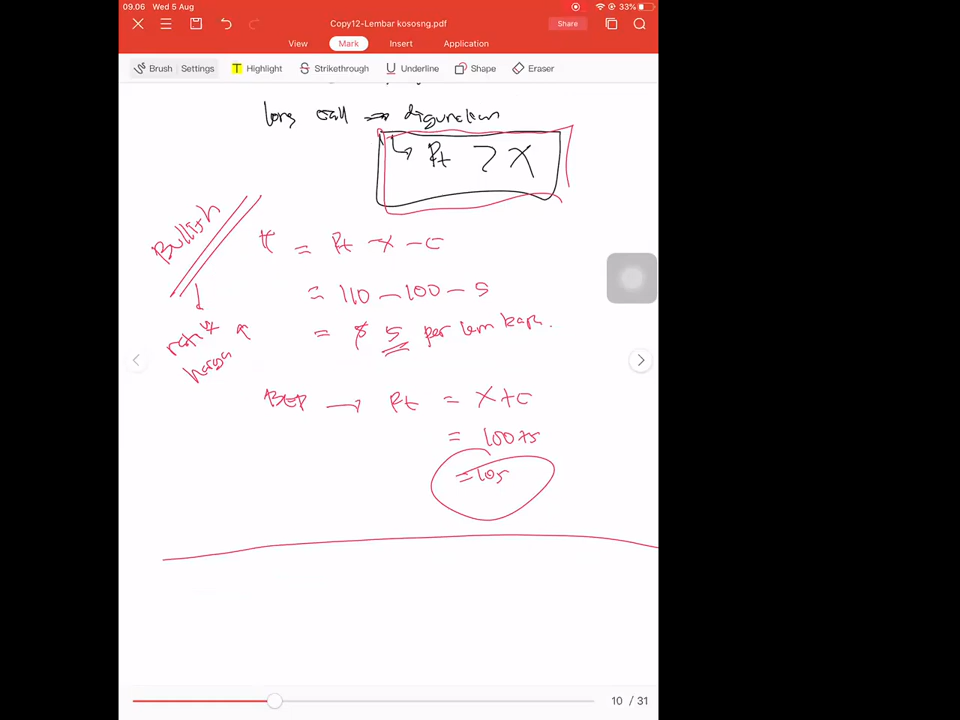 09.06 Wed 5 Aug
33%
Copy12-Lembar kososng.pdf
Share
View Mark Insert Application
Brush Settings T Highlight S Strikethrough U Underline Shape Eraser
long call → digunakan
↳ Pt > X
Bullish
π = Pt - X - C
= 110 - 100 - 5
= $ 5 per lembar.
harga
BEP → Pt = X + C
= 100+5
= 105
10 / 31